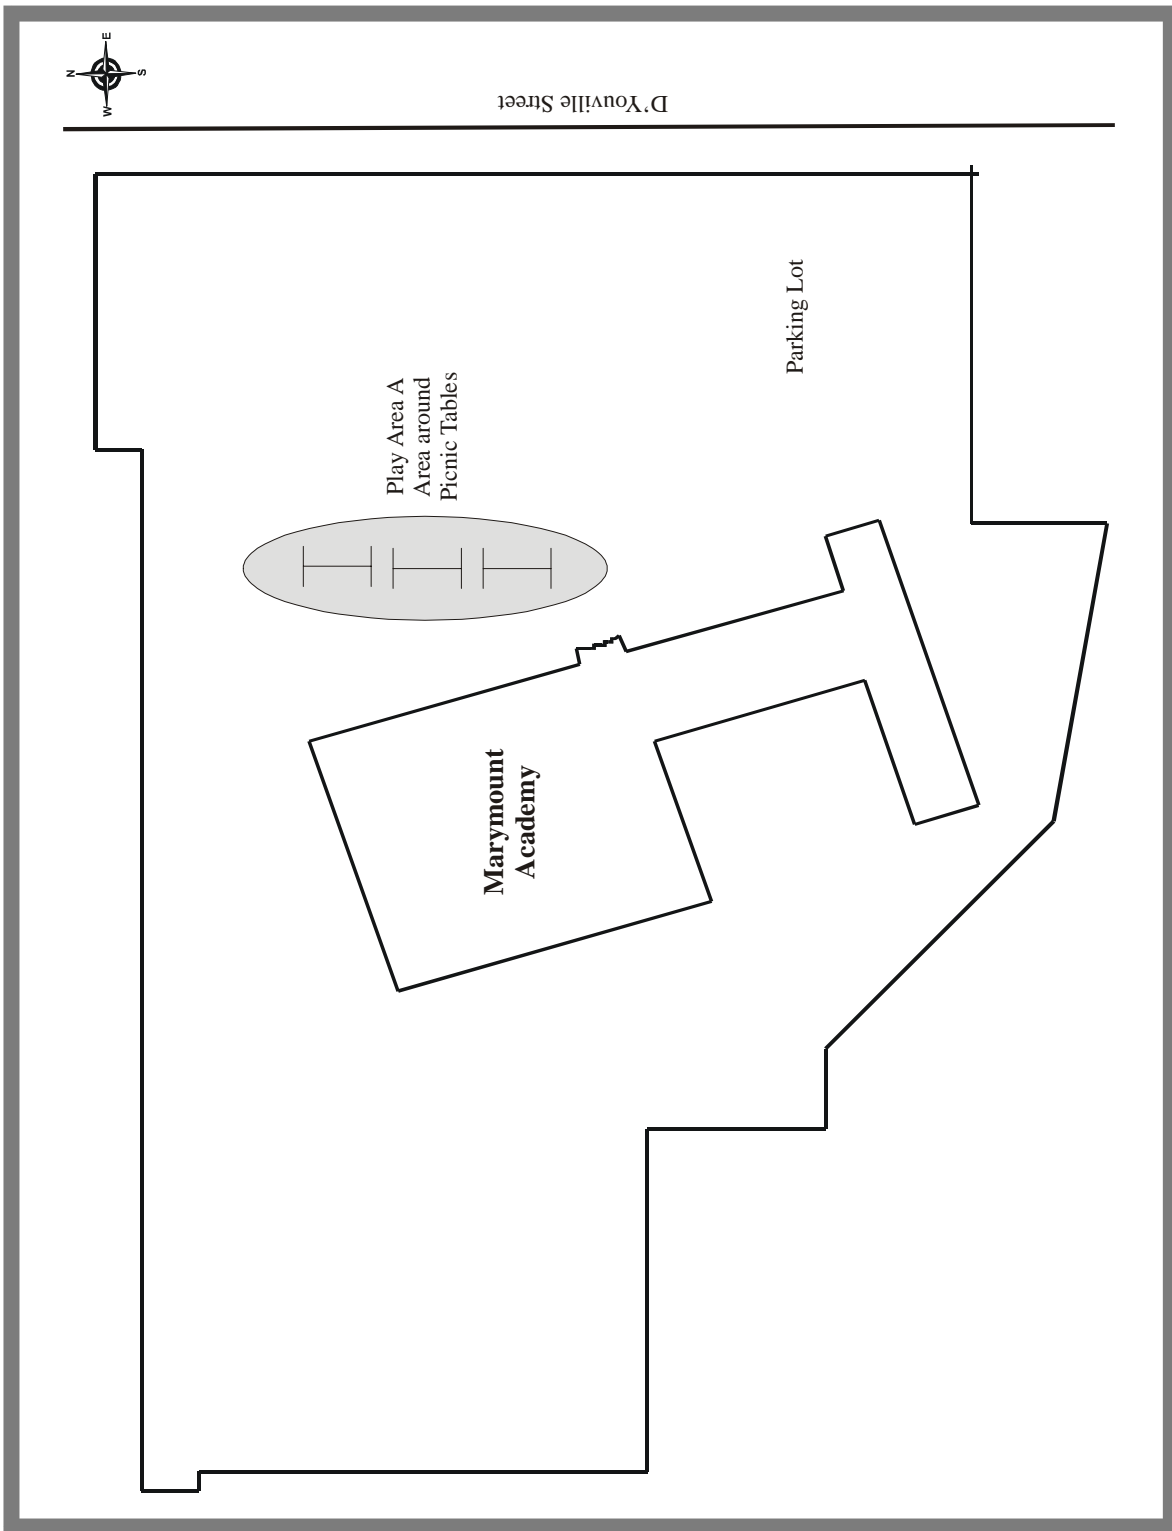 N
E
S
W
D'Youville Street
Parking Lot
Play Area A
Area around
Picnic Tables
Marymount
Academy